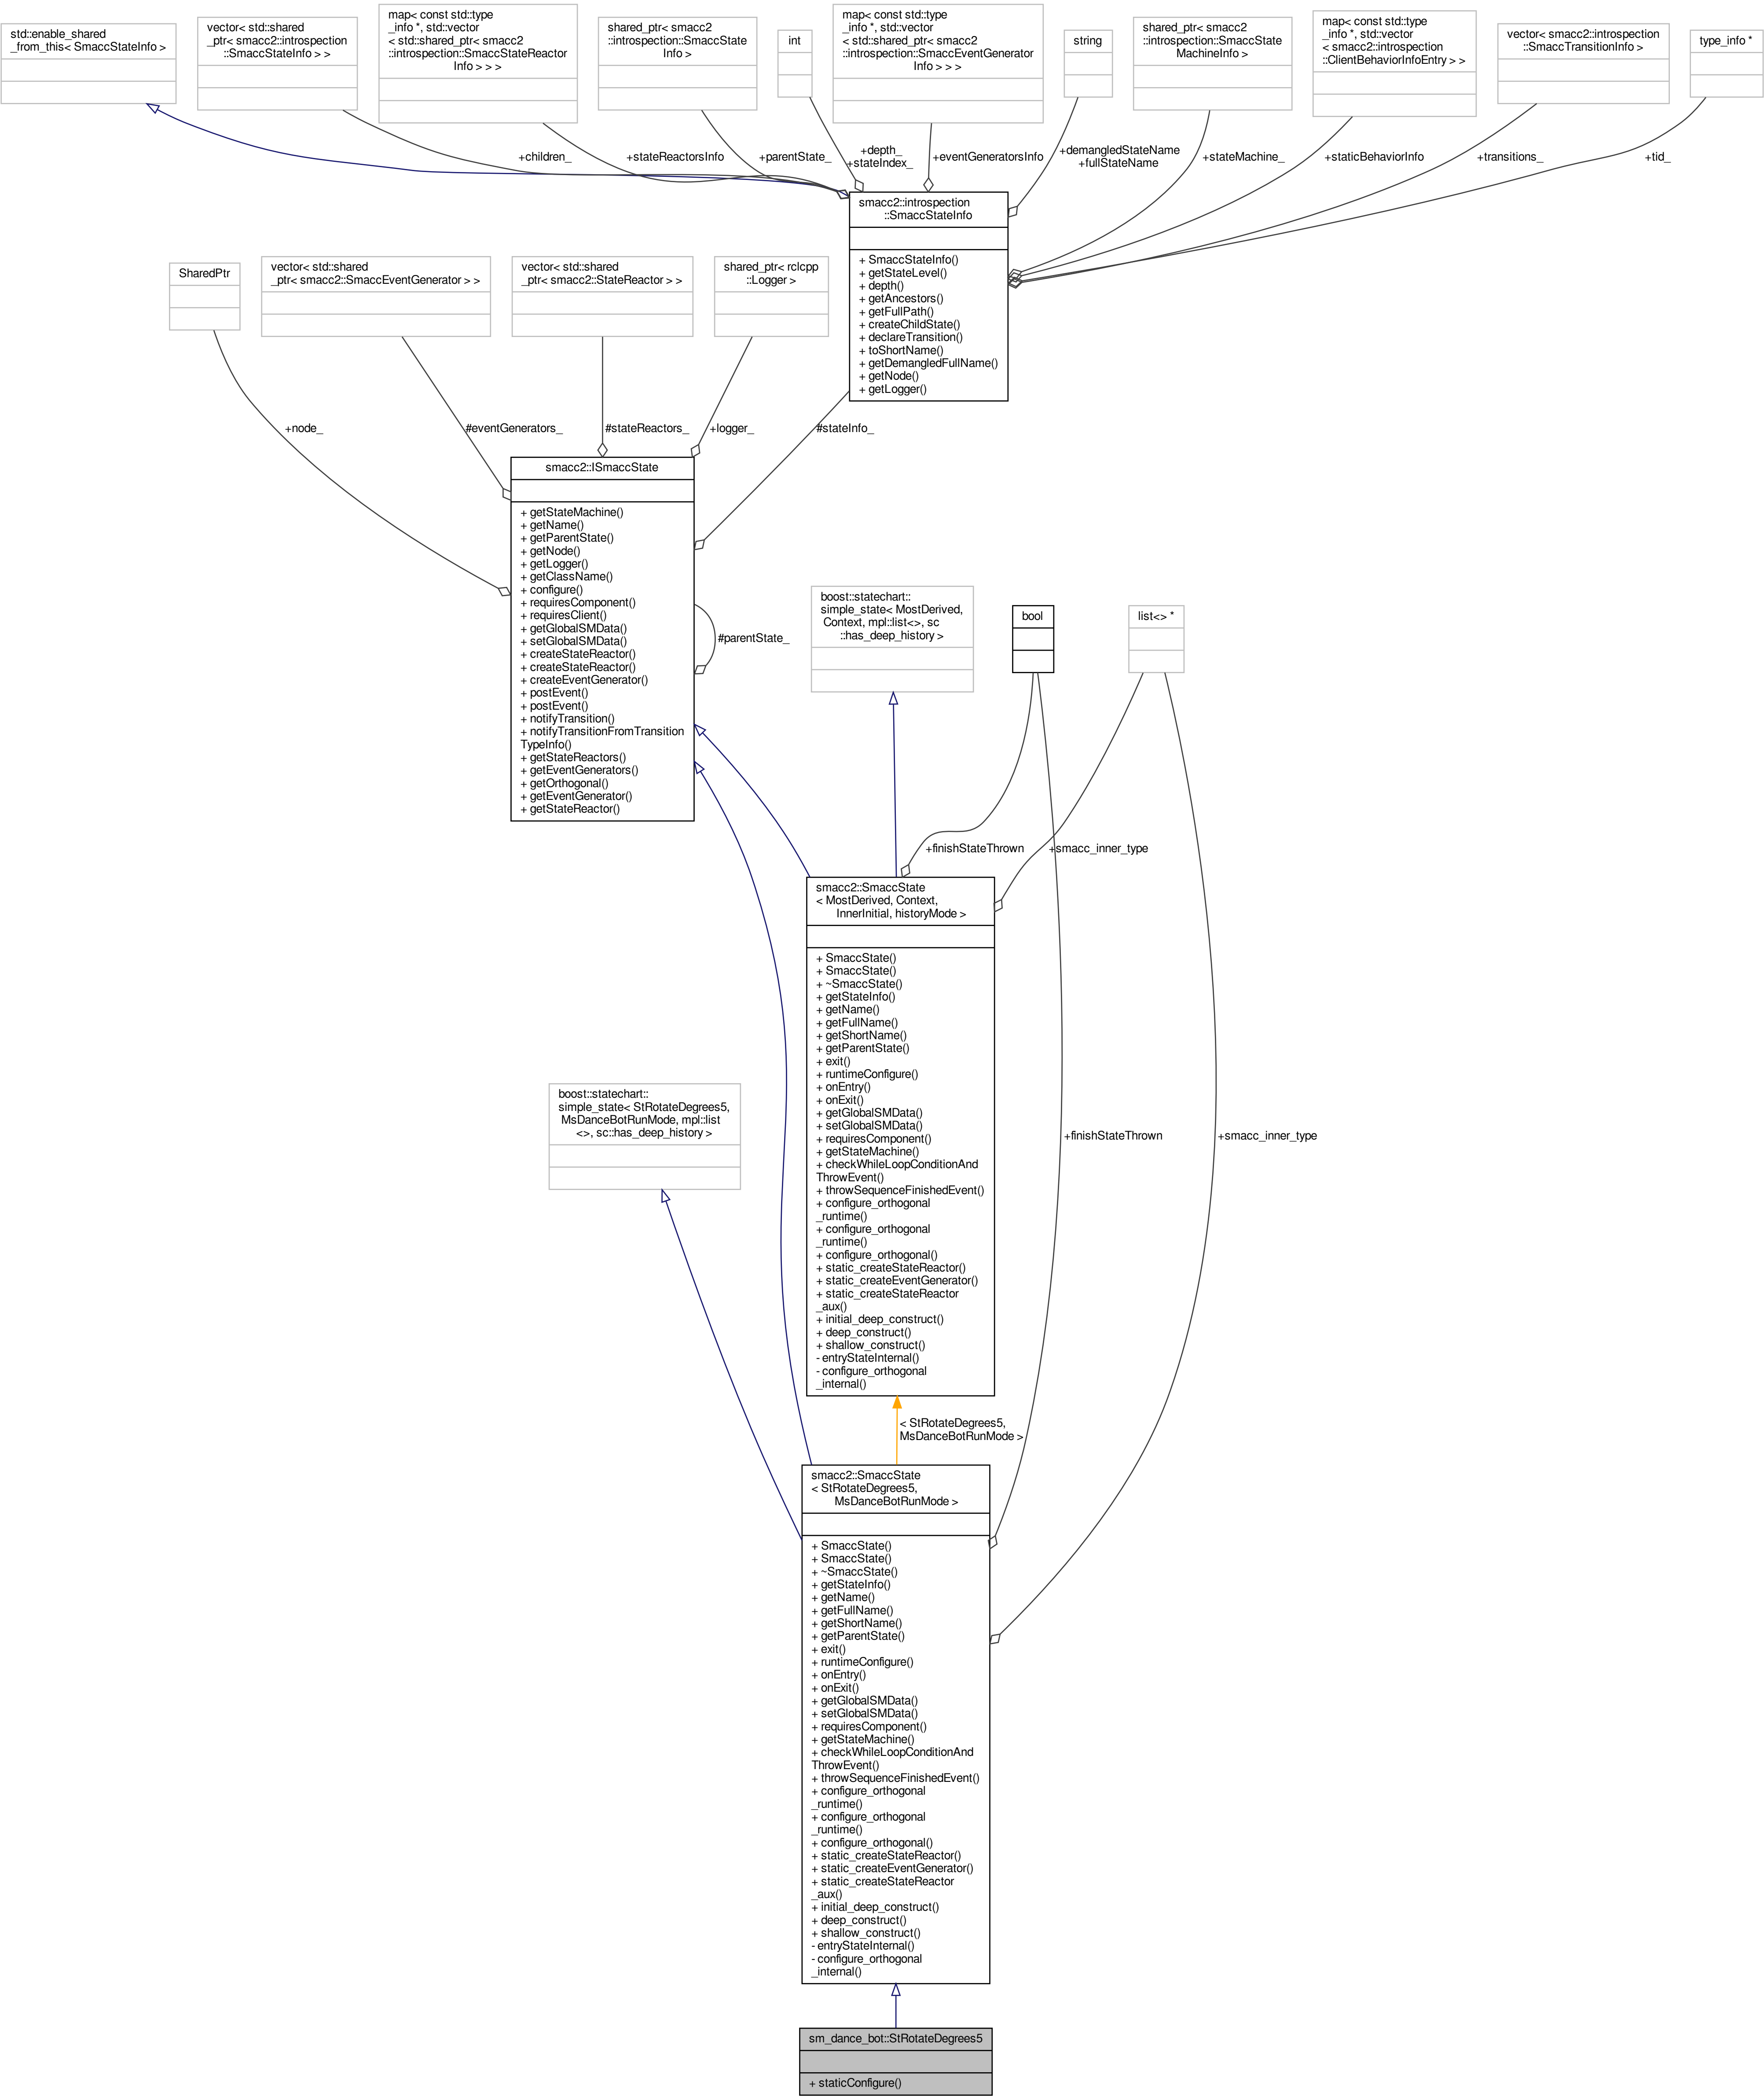 std::enable_shared
_from_this< SmaccStateInfo >
vector< std::shared
_ptr< smacc2::introspection
::SmaccStateInfo > >
map< const std::type
_info *, std::vector
< std::shared_ptr< smacc2
::introspection::SmaccStateReactor
Info > > >
shared_ptr< smacc2
::introspection::SmaccState
Info >
int
map< const std::type
_info *, std::vector
< std::shared_ptr< smacc2
::introspection::SmaccEventGenerator
Info > > >
string
shared_ptr< smacc2
::introspection::SmaccState
MachineInfo >
map< const std::type
_info *, std::vector
< smacc2::introspection
::ClientBehaviorInfoEntry > >
vector< smacc2::introspection
::SmaccTransitionInfo >
type_info *
+children_
+stateReactorsInfo
+parentState_
+depth_
+stateIndex_
+eventGeneratorsInfo
+demangledStateName
+fullStateName
+stateMachine_
+staticBehaviorInfo
+transitions_
+tid_
smacc2::introspection
::SmaccStateInfo
+ SmaccStateInfo()
+ getStateLevel()
+ depth()
+ getAncestors()
+ getFullPath()
+ createChildState()
+ declareTransition()
+ toShortName()
+ getDemangledFullName()
+ getNode()
+ getLogger()
SharedPtr
vector< std::shared
_ptr< smacc2::SmaccEventGenerator > >
vector< std::shared
_ptr< smacc2::StateReactor > >
shared_ptr< rclcpp
::Logger >
+node_
#eventGenerators_
#stateReactors_
+logger_
#stateInfo_
smacc2::ISmaccState
+ getStateMachine()
+ getName()
+ getParentState()
+ getNode()
+ getLogger()
+ getClassName()
+ configure()
+ requiresComponent()
+ requiresClient()
+ getGlobalSMData()
+ setGlobalSMData()
+ createStateReactor()
+ createStateReactor()
+ createEventGenerator()
+ postEvent()
+ postEvent()
+ notifyTransition()
+ notifyTransitionFromTransition
TypeInfo()
+ getStateReactors()
+ getEventGenerators()
+ getOrthogonal()
+ getEventGenerator()
+ getStateReactor()
#parentState_
boost::statechart::
simple_state< MostDerived,
Context, mpl::list<>, sc
::has_deep_history >
bool
list<> *
+finishStateThrown
+smacc_inner_type
smacc2::SmaccState
< MostDerived, Context,
InnerInitial, historyMode >
+ SmaccState()
+ SmaccState()
+ ~SmaccState()
+ getStateInfo()
+ getName()
+ getFullName()
+ getShortName()
+ getParentState()
+ exit()
+ runtimeConfigure()
+ onEntry()
+ onExit()
+ getGlobalSMData()
+ setGlobalSMData()
+ requiresComponent()
+ getStateMachine()
+ checkWhileLoopConditionAnd
ThrowEvent()
+ throwSequenceFinishedEvent()
+ configure_orthogonal
_runtime()
+ configure_orthogonal
_runtime()
+ configure_orthogonal()
+ static_createStateReactor()
+ static_createEventGenerator()
+ static_createStateReactor
_aux()
+ initial_deep_construct()
+ deep_construct()
+ shallow_construct()
- entryStateInternal()
- configure_orthogonal
_internal()
boost::statechart::
simple_state< StRotateDegrees5,
MsDanceBotRunMode, mpl::list
<>, sc::has_deep_history >
+finishStateThrown
+smacc_inner_type
< StRotateDegrees5,
MsDanceBotRunMode >
smacc2::SmaccState
< StRotateDegrees5,
MsDanceBotRunMode >
+ SmaccState()
+ SmaccState()
+ ~SmaccState()
+ getStateInfo()
+ getName()
+ getFullName()
+ getShortName()
+ getParentState()
+ exit()
+ runtimeConfigure()
+ onEntry()
+ onExit()
+ getGlobalSMData()
+ setGlobalSMData()
+ requiresComponent()
+ getStateMachine()
+ checkWhileLoopConditionAnd
ThrowEvent()
+ throwSequenceFinishedEvent()
+ configure_orthogonal
_runtime()
+ configure_orthogonal
_runtime()
+ configure_orthogonal()
+ static_createStateReactor()
+ static_createEventGenerator()
+ static_createStateReactor
_aux()
+ initial_deep_construct()
+ deep_construct()
+ shallow_construct()
- entryStateInternal()
- configure_orthogonal
_internal()
sm_dance_bot::StRotateDegrees5
+ staticConfigure()